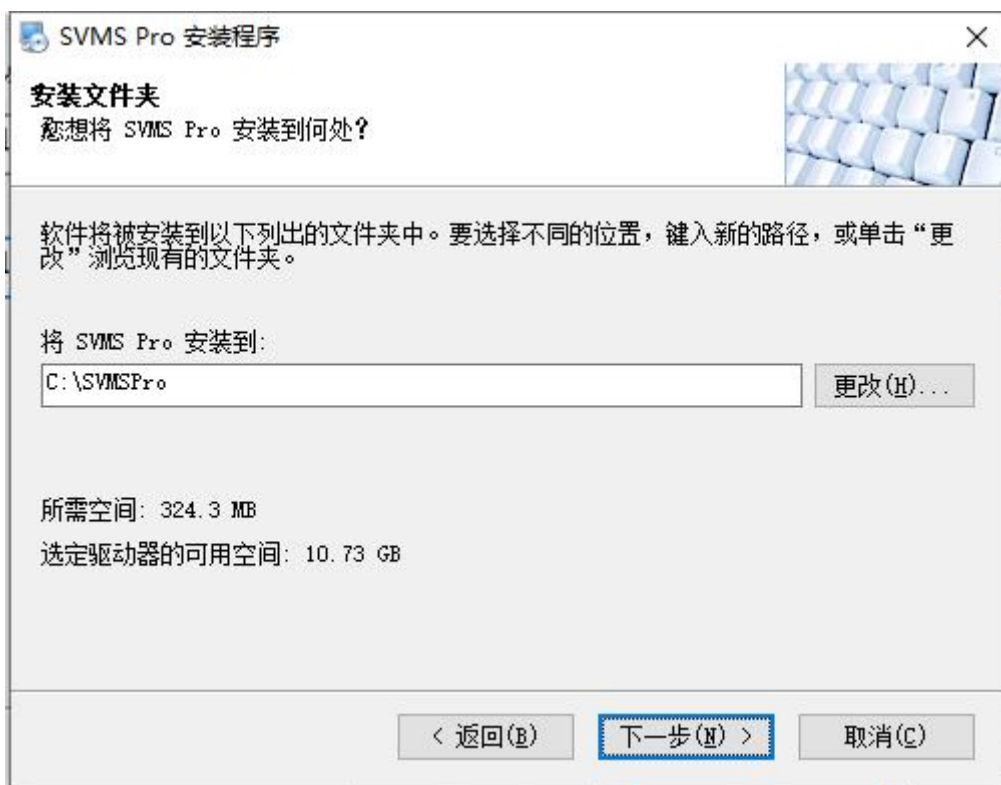 SVMS Pro 安装程序
安装文件夹
您想将 SVMS Pro 安装到何处?
软件将被安装到以下列出的文件夹中。要选择不同的位置，键入新的路径，或单击“更
改”浏览现有的文件夹。
将 SVMS Pro 安装到:
C:\SVMSPro
更改(H)...
所需空间: 324.3 MB
选定驱动器的可用空间: 10.73 GB
< 返回(B)
下一步(N) >
取消(C)